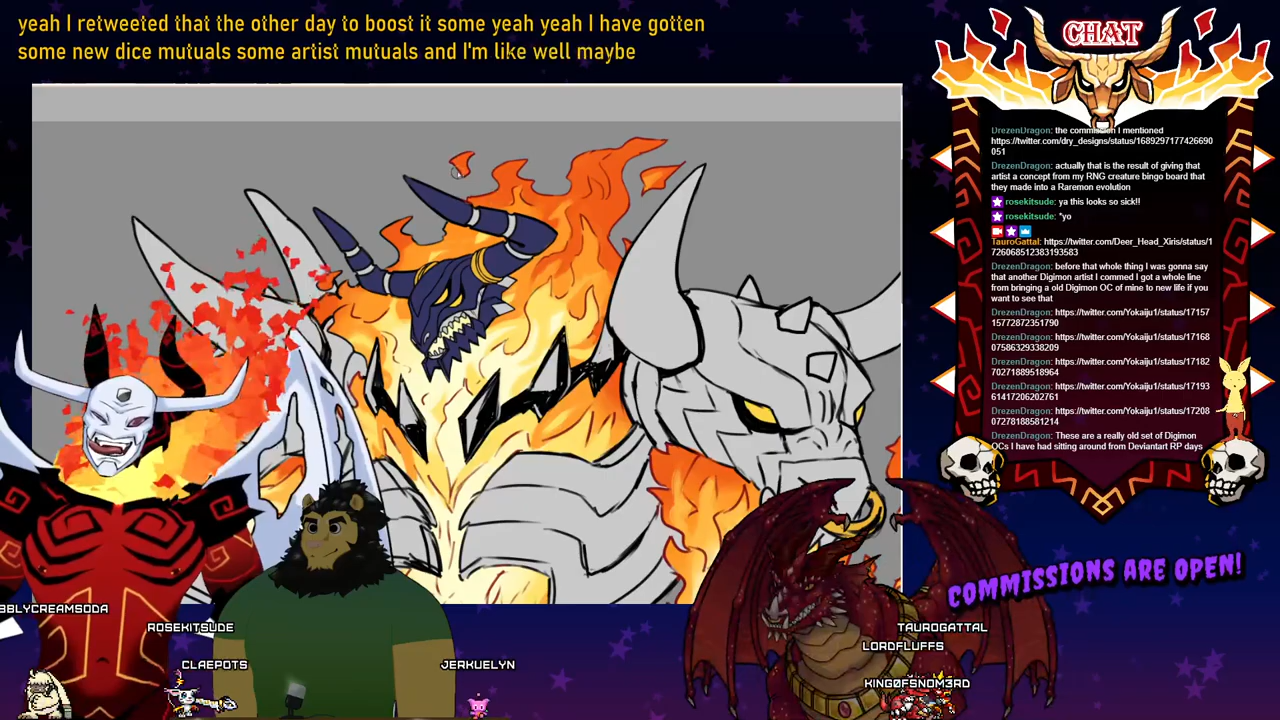 yeah I retweeted that the other day to boost it some yeah yeah I have gotten
some new dice mutuals some artist mutuals and I'm like well maybe
CHAT
DrezenDragon: the commission I mentioned
https://twitter.com/dry_designs/status/1689297177426690
051
DrezenDragon: actually that is the result of giving that
artist a concept from my RNG creature bingo board that
they made into a Raremon evolution
rosekitsude: ya this looks so sick!!
rosekitsude: *yo
TauroGattal: https://twitter.com/Deer_Head_Xiris/status/1
726068512383193583
DrezenDragon: before that whole thing I was gonna say
that another Digimon artist I commed I got a whole line
from bringing a old Digimon OC of mine to new life if you
want to see that
DrezenDragon: https://twitter.com/Yokaiju1/status/17157
15772872351790
DrezenDragon: https://twitter.com/Yokaiju1/status/17168
07586329338209
DrezenDragon: https://twitter.com/Yokaiju1/status/17182
70271889518964
DrezenDragon: https://twitter.com/Yokaiju1/status/17193
61417206202761
DrezenDragon: https://twitter.com/Yokaiju1/status/17208
07278188581214
DrezenDragon: These are a really old set of Digimon
OCs I have had sitting around from Deviantart RP days
COMMISSIONS ARE OPEN!
BBLYCREAMSODA
ROSEKITSUDE
CLAEPOTS
JERKUELYN
TAUROGATTAL
LORDFLUFFS
KING0FSNOM3RD